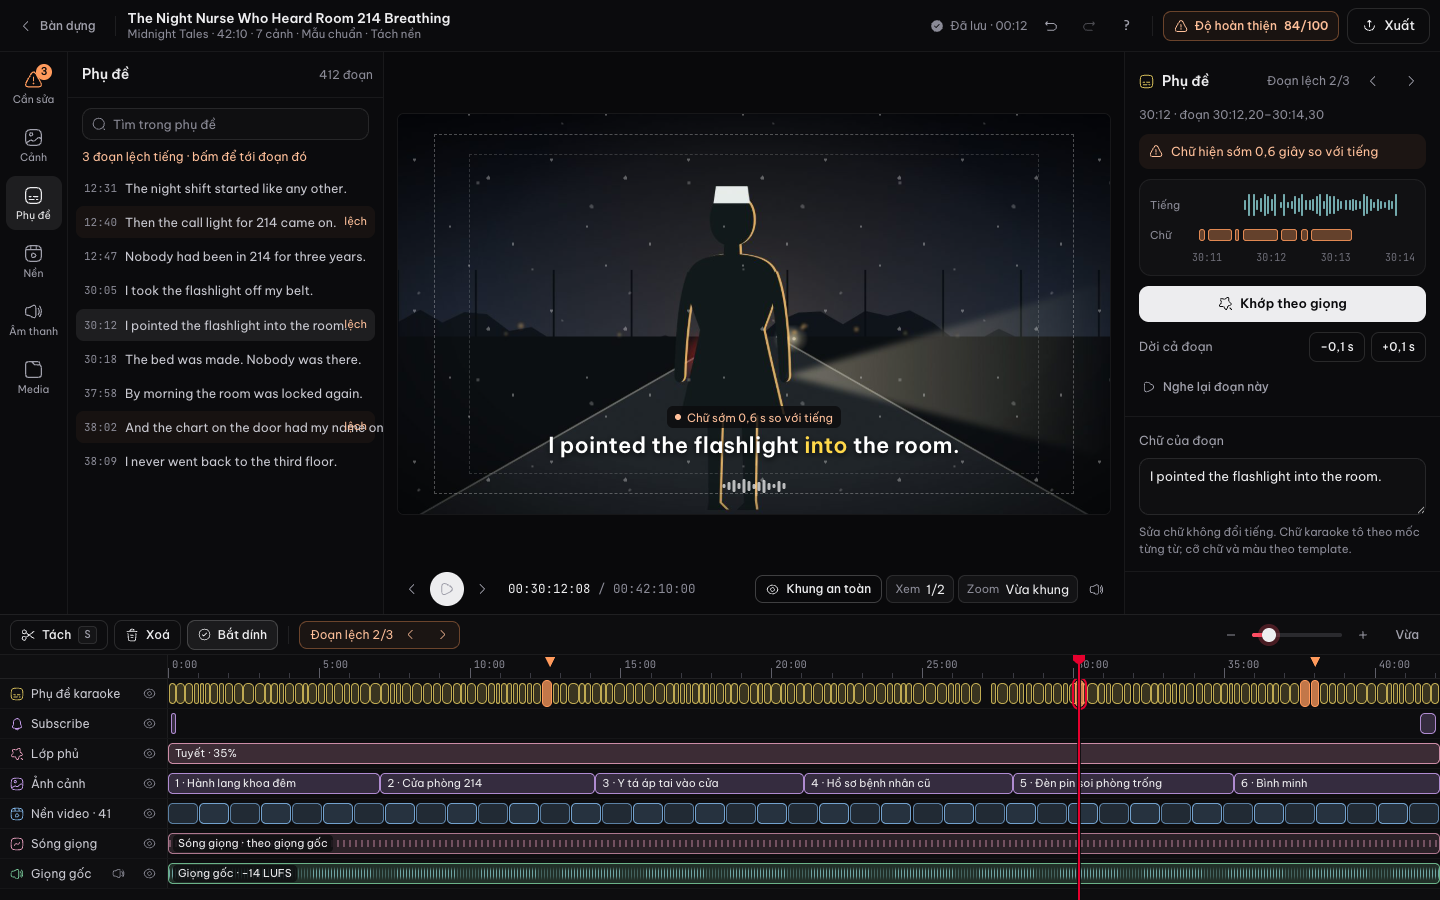 Bàn dựng
The Night Nurse Who Heard Room 214 Breathing
Midnight Tales · 42:10 · 7 cảnh · Mẫu chuẩn · Tách nền
Đã lưu · 00:12
?
Độ hoàn thiện 84/100
Xuất
3
Cần sửa
Cảnh
Phụ đề
Nền
Âm thanh
Media
Phụ đề
412 đoạn
Tìm trong phụ đề
3 đoạn lệch tiếng · bấm để tới đoạn đó
12:31 The night shift started like any other.
12:40 Then the call light for 214 came on. lệch
12:47 Nobody had been in 214 for three years.
30:05 I took the flashlight off my belt.
30:12 I pointed the flashlight into the room. lệch
30:18 The bed was made. Nobody was there.
37:58 By morning the room was locked again.
38:02 And the chart on the door had my name on lệch
38:09 I never went back to the third floor.
Chữ sớm 0,6 s so với tiếng
I pointed the flashlight into the room.
00:30:12:08 / 00:42:10:00
Khung an toàn
Xem 1/2
Zoom Vừa khung
Phụ đề
Đoạn lệch 2/3
30:12 · đoạn 30:12,20–30:14,30
Chữ hiện sớm 0,6 giây so với tiếng
Tiếng
Chữ
30:11 30:12 30:13 30:14
Khớp theo giọng
Dời cả đoạn
−0,1 s
+0,1 s
Nghe lại đoạn này
Chữ của đoạn
I pointed the flashlight into the room.
Sửa chữ không đổi tiếng. Chữ karaoke tô theo mốc
từng từ; cỡ chữ và màu theo template.
Tách S
Xoá
Bắt dính
Đoạn lệch 2/3
Vừa
0:00 5:00 10:00 15:00 20:00 25:00 30:00 35:00 40:00
Phụ đề karaoke
Subscribe
Lớp phủ
Tuyết · 35%
Ảnh cảnh
1 · Hành lang khoa đêm
2 · Cửa phòng 214
3 · Y tá áp tai vào cửa
4 · Hồ sơ bệnh nhân cũ
5 · Đèn pin soi phòng trống
6 · Bình minh
Nền video · 41
Sóng giọng
Sóng giọng · theo giọng gốc
Giọng gốc
Giọng gốc · −14 LUFS